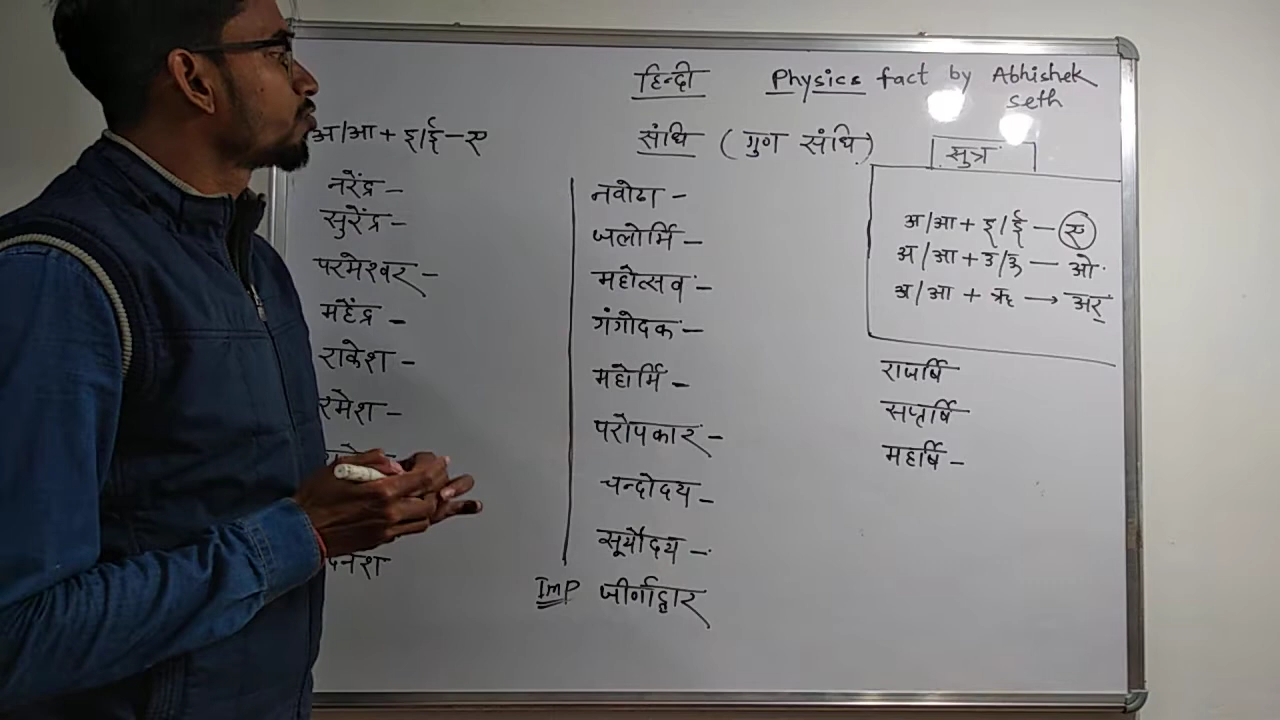 हिन्दी Physics fact by Abhishek seth
संधि (गुण संधि)
सुत्र
अ/आ + इ/ई - ए
अ/आ + उ/ऊ - ओ
अ/आ + ऋ → अर्
अ/आ + इ/ई - ए
नरेंद्र -
सुरेंद्र -
परमेश्वर -
महेंद्र -
राकेश -
रमेश -
नवोढा -
जलोर्मि -
महोत्सव -
गंगोदक -
महोर्मि -
परोपकार -
चन्दोदय -
सूर्योदय -
IMP जीर्णोद्धार
राजर्षि
सप्तर्षि
महर्षि -